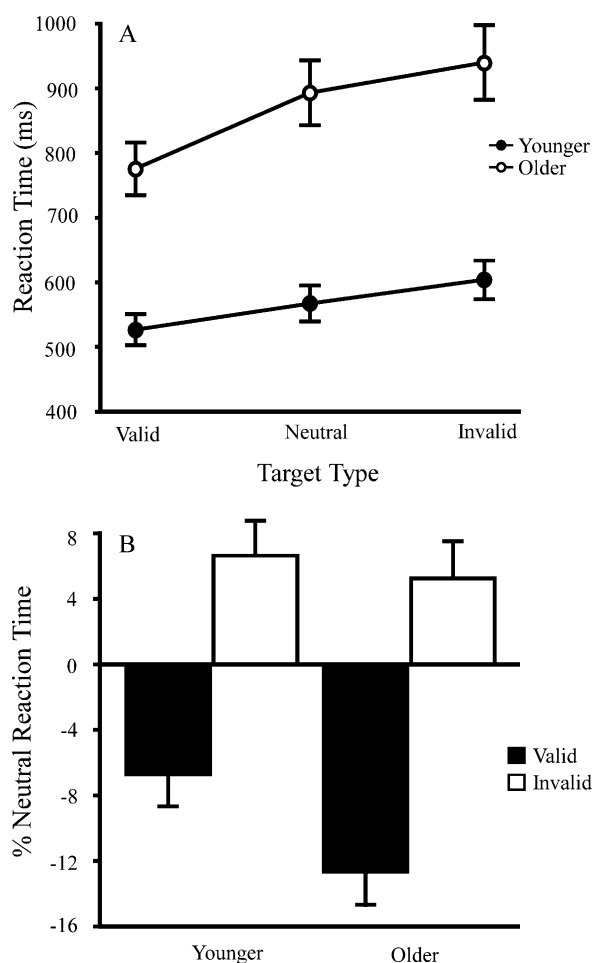 A
1000
900
800
700
600
500
400
Reaction Time (ms)
Younger
Older
Valid Neutral Invalid
Target Type
B
8
4
0
-4
-8
-12
-16
% Neutral Reaction Time
Valid
Invalid
Younger Older